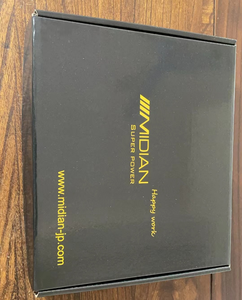 MIDIAN
SUPER POWER
Happy work.
www.midian-jp.com